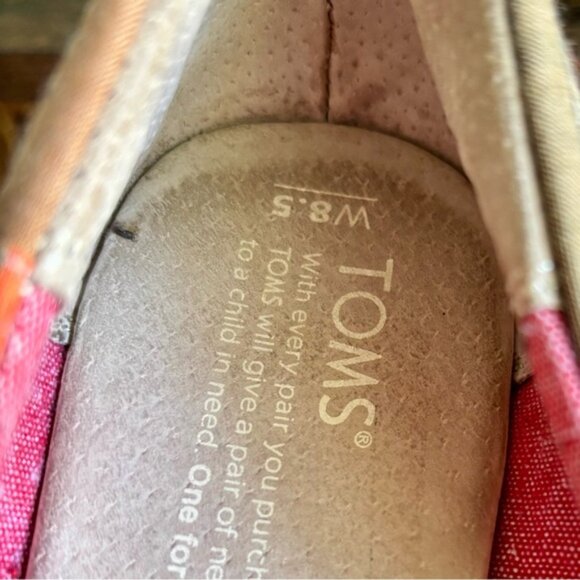 W8.5
TOMS®
With every pair you purch
TOMS will give a pair of ne
to a child in need. One for